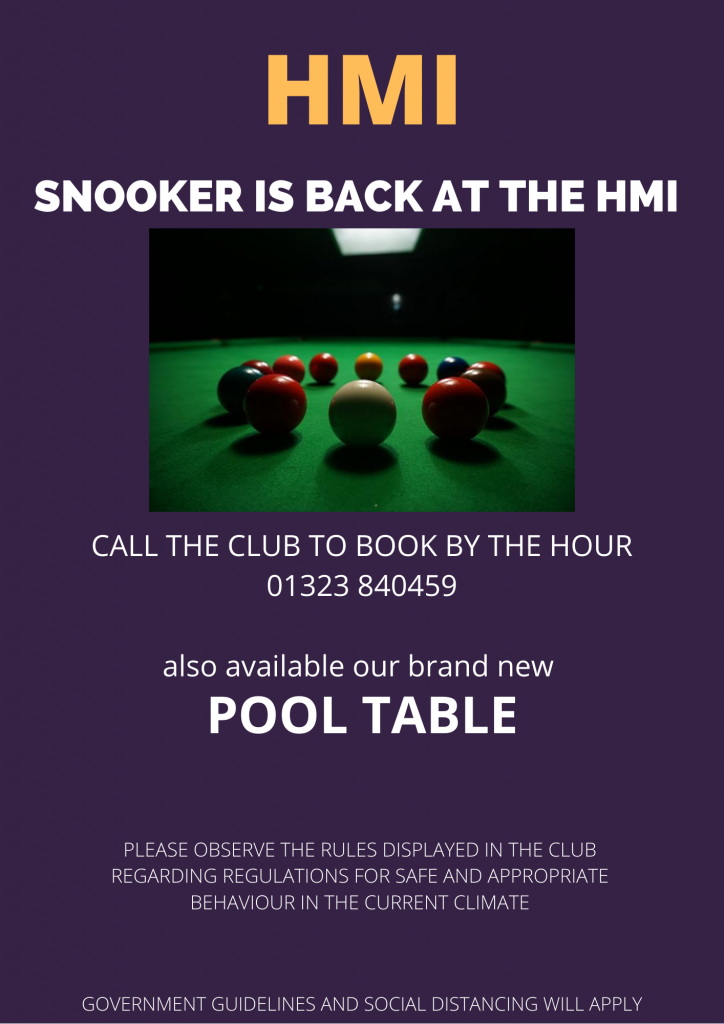 HMI
SNOOKER IS BACK AT THE HMI
CALL THE CLUB TO BOOK BY THE HOUR
01323 840459
also available our brand new
POOL TABLE
PLEASE OBSERVE THE RULES DISPLAYED IN THE CLUB
REGARDING REGULATIONS FOR SAFE AND APPROPRIATE
BEHAVIOUR IN THE CURRENT CLIMATE
GOVERNMENT GUIDELINES AND SOCIAL DISTANCING WILL APPLY